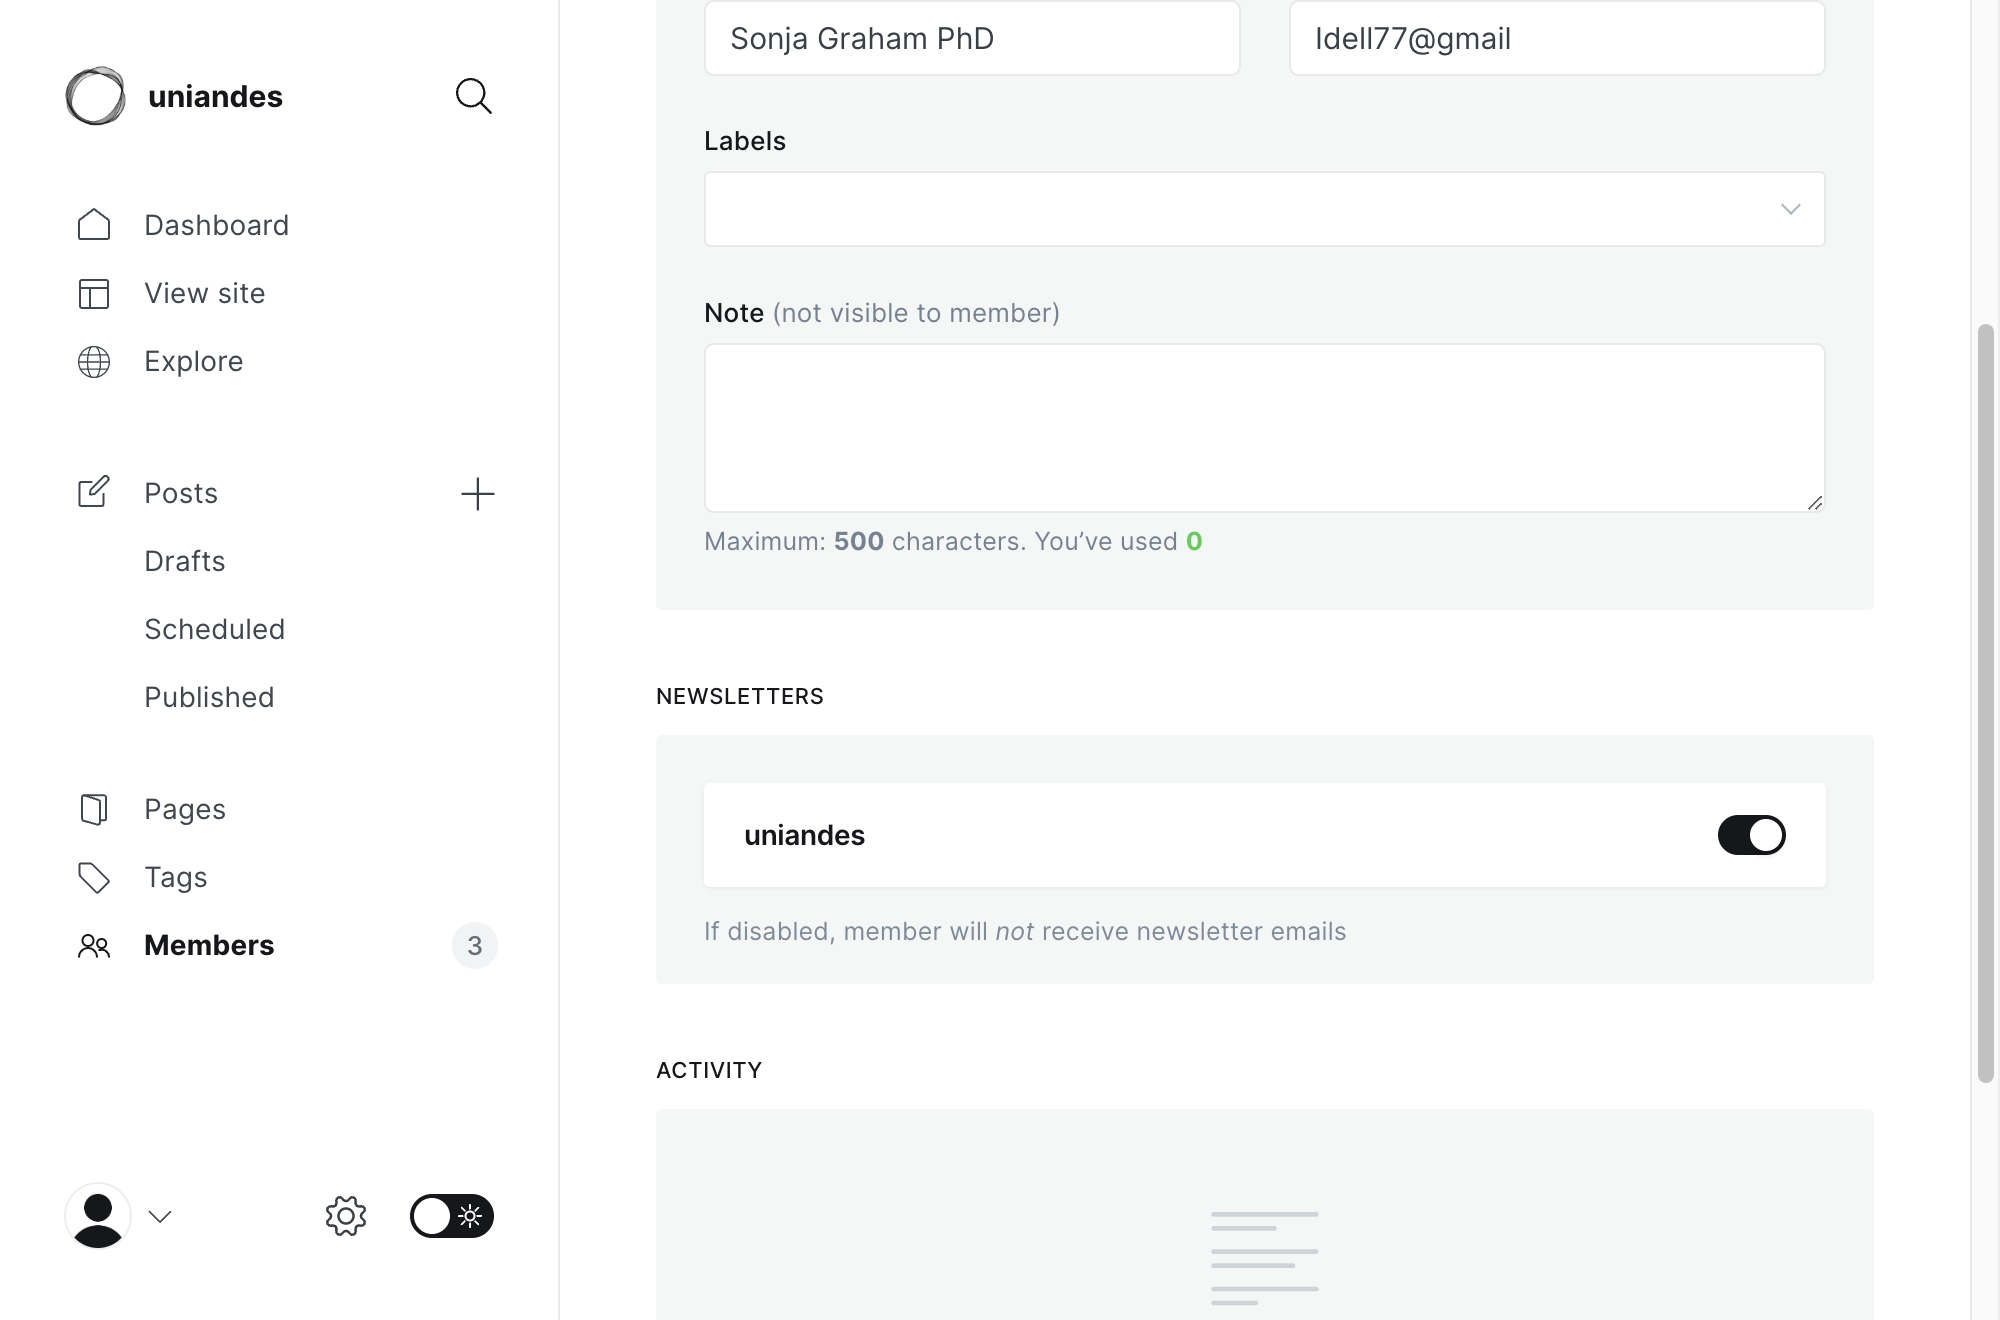 uniandes
Dashboard
View site
Explore
Posts
Drafts
Scheduled
Published
Pages
Tags
Members 3
Sonja Graham PhD
Idell77@gmail
Labels
Note (not visible to member)
Maximum: 500 characters. You’ve used 0
NEWSLETTERS
uniandes
If disabled, member will not receive newsletter emails
ACTIVITY